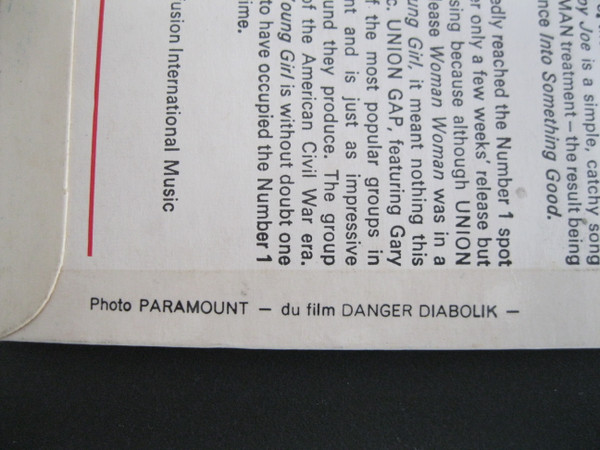 Joe is a simple, catchy song
MAN treatment — the result being
nce Into Something Good.
edly reached the Number 1 spot
er only a few weeks' release but
sing because although UNION
lease Woman Woman was in a
ung Girl, it meant nothing this
c. UNION GAP, featuring Gary
f the most popular groups in
nt and is just as impressive
und they produce. The group
of the American Civil War era.
Young Girl is without doubt one
to have occupied the Number 1
ime.
usion International Music
Photo PARAMOUNT — du film DANGER DIABOLIK —